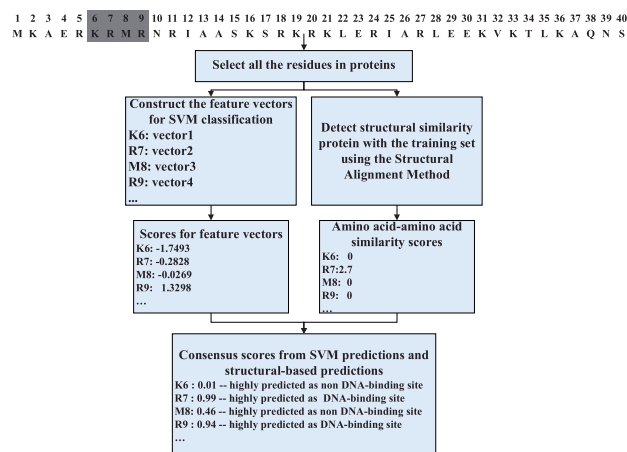 1 2 3 4 5 6 7 8 9 10 11 12 13 14 15 16 17 18 19 20 21 22 23 24 25 26 27 28 29 30 31 32 33 34 35 36 37 38 39 40
M K A E R K R M R N R I A A S K S R K R K L E R I A R L E E K V K T L K A Q N S
Select all the residues in proteins
Construct the feature vectors
for SVM classification
K6: vector1
R7: vector2
M8: vector3
R9: vector4
...
Detect structural similarity
protein with the training set
using the Structural
Alignment Method
Scores for feature vectors
K6: -1.7493
R7: -0.2828
M8: -0.0269
R9: 1.3298
…
Amino acid-amino acid
similarity scores
K6: 0
R7:2.7
M8: 0
R9: 0
…
Consensus scores from SVM predictions and
structural-based predictions
K6 : 0.01 -- highly predicted as non DNA-binding site
R7 : 0.99 -- highly predicted as DNA-binding site
M8: 0.46 -- highly predicted as non DNA-binding site
R9 : 0.94 -- highly predicted as DNA-binding site
…